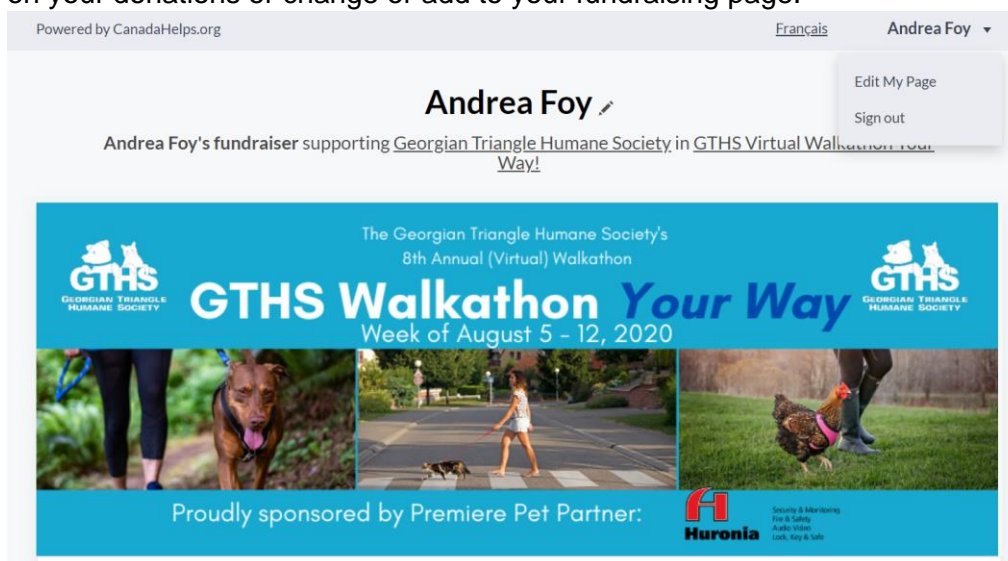 on your donations or change or add to your fundraising page.
Powered by CanadaHelps.org
Français
Andrea Foy
Edit My Page
Sign out
Andrea Foy
Andrea Foy's fundraiser supporting Georgian Triangle Humane Society in GTHS Virtual Walkathon Your
Way!
The Georgian Triangle Humane Society's
8th Annual (Virtual) Walkathon
GTHS
GEORGIAN TRIANGLE
HUMANE SOCIETY
GTHS Walkathon Your Way
GTHS
GEORGIAN TRIANGLE
HUMANE SOCIETY
Week of August 5 - 12, 2020
Proudly sponsored by Premiere Pet Partner:
H
Huronia
Security & Monitoring
Fire & Safety
Audio Video
Lock, Key & Safe